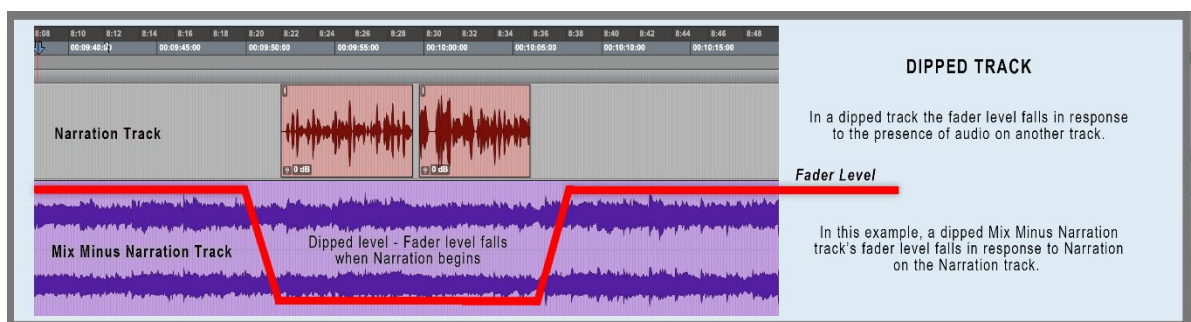 8:08 8:10 8:12 8:14 8:16 8:18 8:20 8:22 8:24 8:26 8:28 8:30 8:32 8:34 8:36 8:38 8:40 8:42 8:44 8:46 8:48
00:09:45:00 00:09:50:00 00:09:55:00 00:10:00:00 00:10:05:00 00:10:10:00 00:10:15:00
DIPPED TRACK
In a dipped track the fader level falls in response
to the presence of audio on another track.
Narration Track
0 dB 0 dB
Fader Level
Mix Minus Narration Track
Dipped level - Fader level falls
when Narration begins
In this example, a dipped Mix Minus Narration
track's fader level falls in response to Narration
on the Narration track.